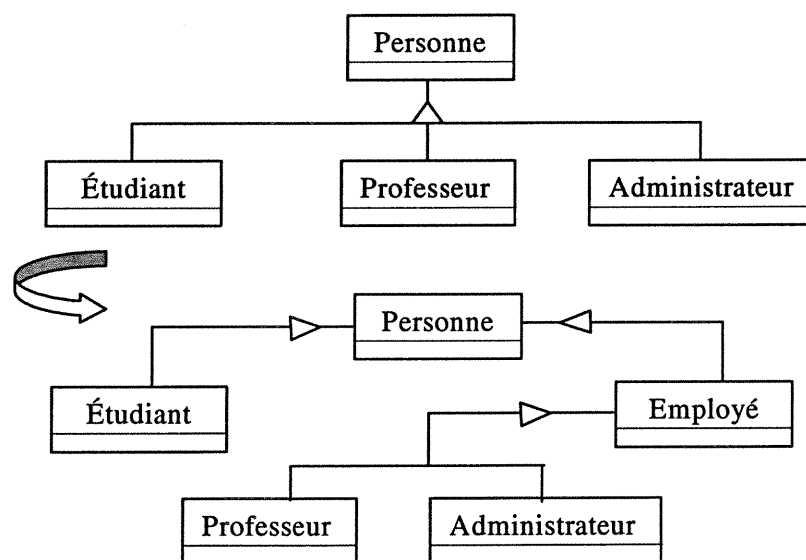 Personne
Étudiant Professeur Administrateur
Personne
Étudiant Employé
Professeur Administrateur